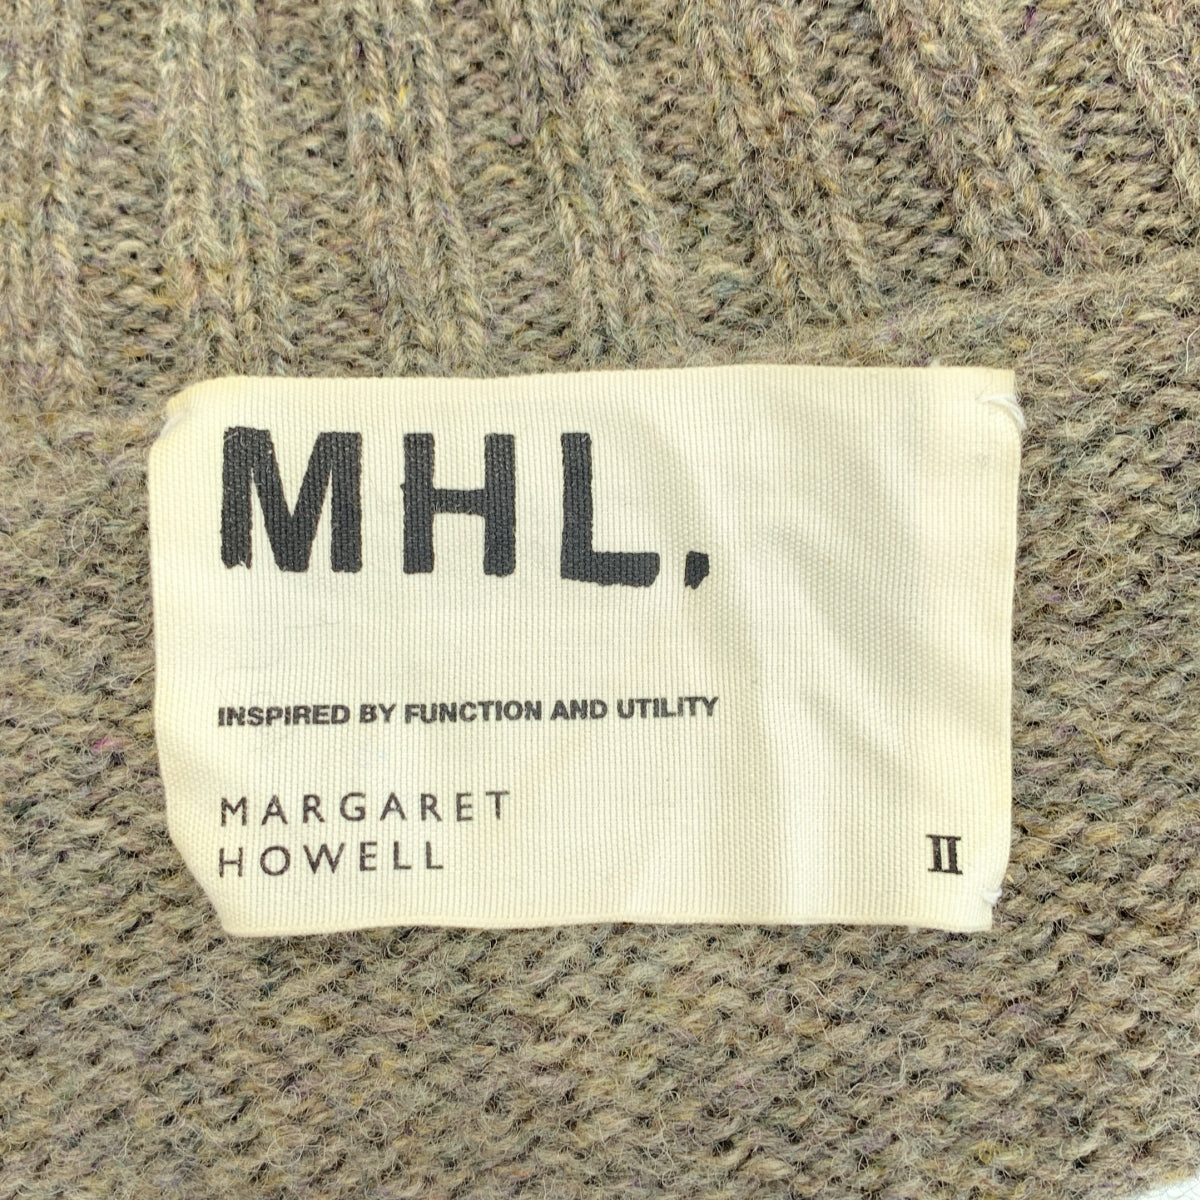 MHL.
INSPIRED BY FUNCTION AND UTILITY
MARGARET
HOWELL
II